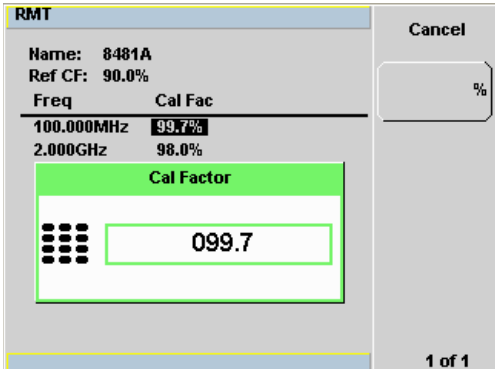 RMT
Cancel
Name: 8481A
Ref CF: 90.0%
%
Freq Cal Fac
100.000MHz 99.7%
2.000GHz 98.0%
Cal Factor
099.7
1 of 1